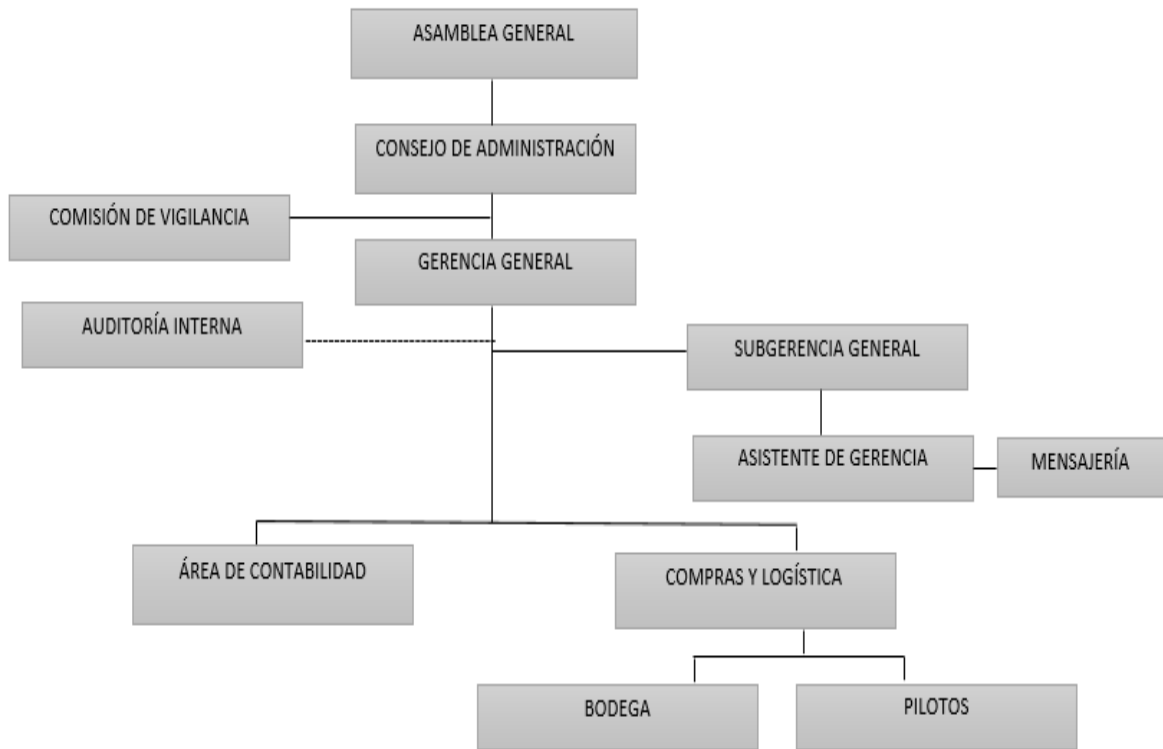 ASAMBLEA GENERAL
CONSEJO DE ADMINISTRACIÓN
COMISIÓN DE VIGILANCIA
GERENCIA GENERAL
AUDITORÍA INTERNA
SUBGERENCIA GENERAL
ASISTENTE DE GERENCIA
MENSAJERÍA
ÁREA DE CONTABILIDAD
COMPRAS Y LOGÍSTICA
BODEGA
PILOTOS